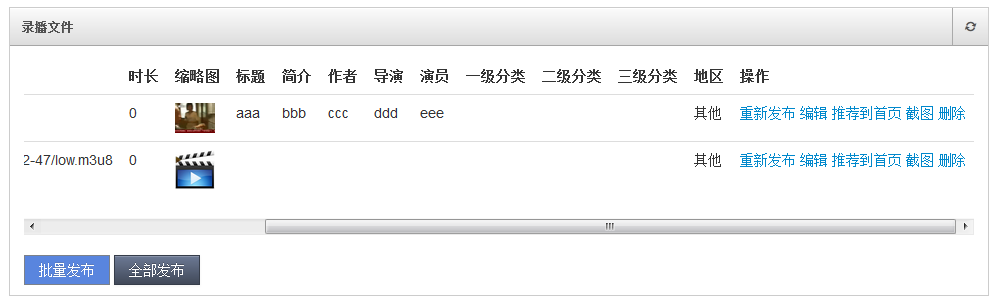 录播文件
时长 缩略图 标题 简介 作者 导演 演员 一级分类 二级分类 三级分类 地区 操作
0 aaa bbb ccc ddd eee 其他 重新发布 编辑 推荐到首页 截图 删除
2-47/low.m3u8 0 其他 重新发布 编辑 推荐到首页 截图 删除
批量发布 全部发布